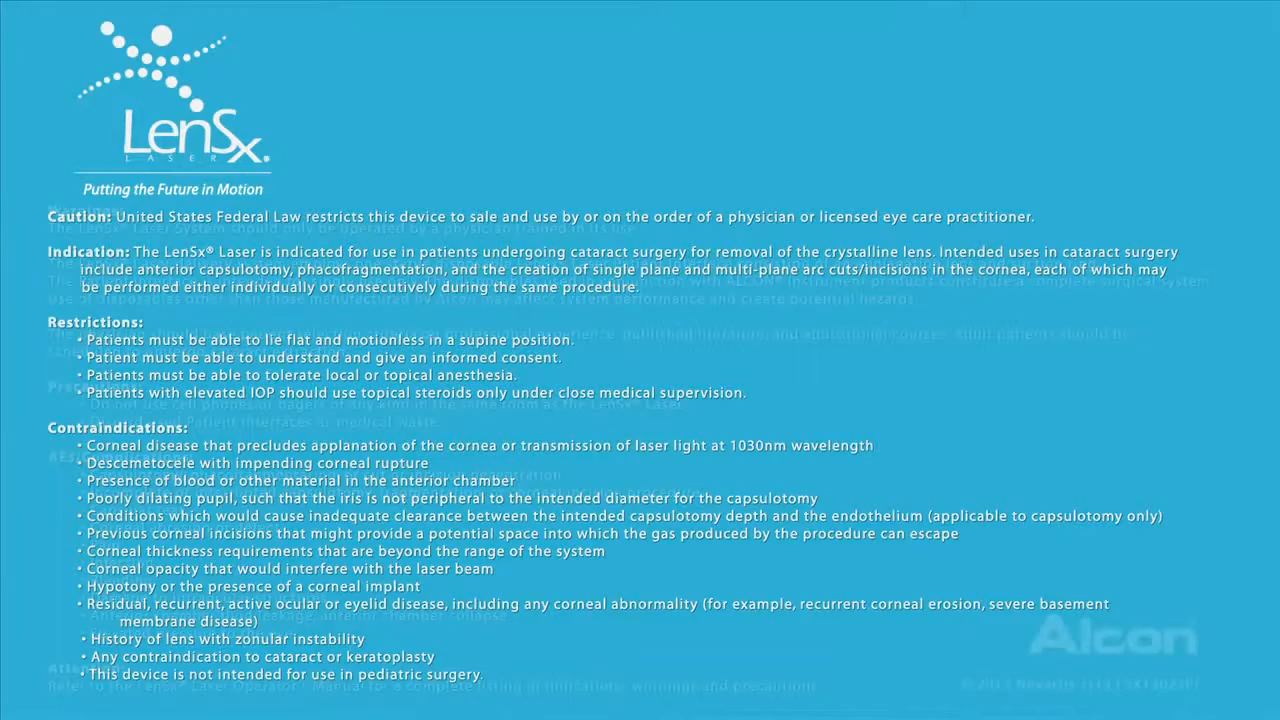 LenSx®
LASER
Putting the Future in Motion
Caution: United States Federal Law restricts this device to sale and use by or on the order of a physician or licensed eye care practitioner.
The LenSx® Laser System should only be operated by a physician trained in its use.
Indication: The LenSx® Laser is indicated for use in patients undergoing cataract surgery for removal of the crystalline lens. Intended uses in cataract surgery
include anterior capsulotomy, phacofragmentation, and the creation of single plane and multi-plane arc cuts/incisions in the cornea, each of which may
be performed either individually or consecutively during the same procedure.
Restrictions:
• Patients must be able to lie flat and motionless in a supine position.
• Patient must be able to understand and give an informed consent.
• Patients must be able to tolerate local or topical anesthesia.
• Patients with elevated IOP should use topical steroids only under close medical supervision.
Contraindications:
• Corneal disease that precludes applanation of the cornea or transmission of laser light at 1030nm wavelength
• Descemetocele with impending corneal rupture
• Presence of blood or other material in the anterior chamber
• Poorly dilating pupil, such that the iris is not peripheral to the intended diameter for the capsulotomy
• Conditions which would cause inadequate clearance between the intended capsulotomy depth and the endothelium (applicable to capsulotomy only)
• Previous corneal incisions that might provide a potential space into which the gas produced by the procedure can escape
• Corneal thickness requirements that are beyond the range of the system
• Corneal opacity that would interfere with the laser beam
• Hypotony or the presence of a corneal implant
• Residual, recurrent, active ocular or eyelid disease, including any corneal abnormality (for example, recurrent corneal erosion, severe basement
membrane disease)
• History of lens with zonular instability
Alcon
• Any contraindication to cataract or keratoplasty
• This device is not intended for use in pediatric surgery.